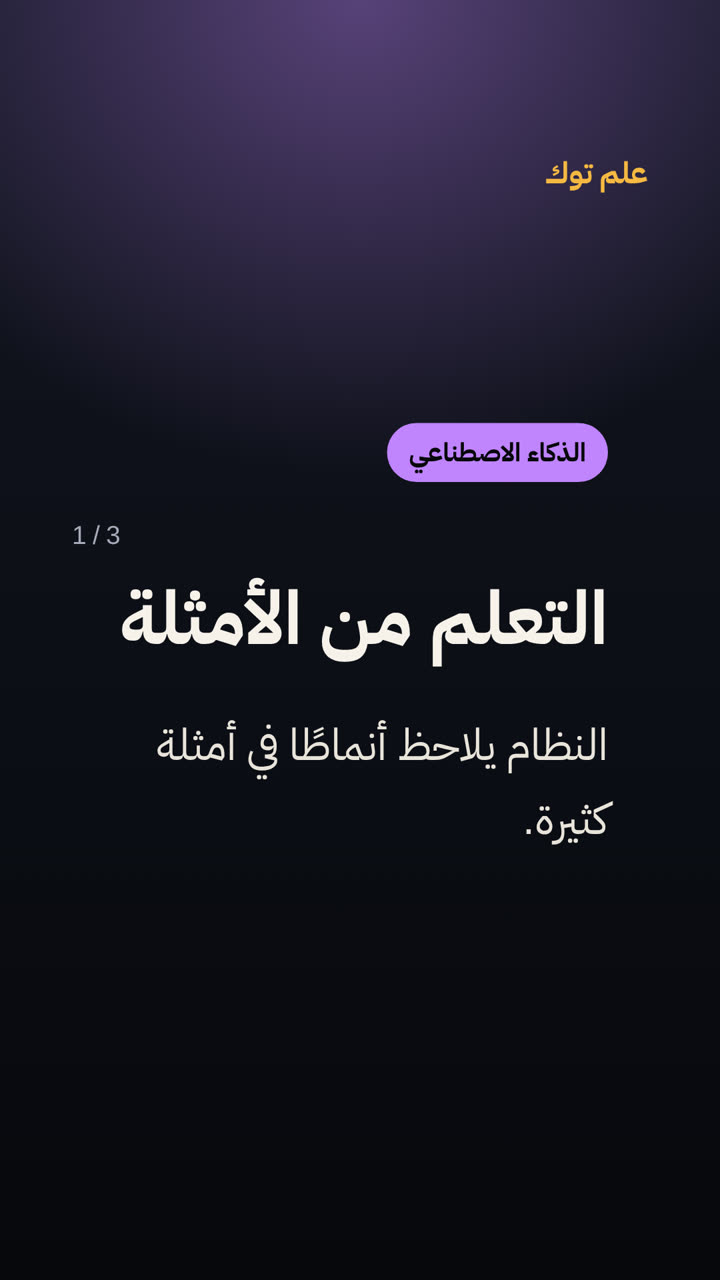 علم توك
الذكاء الاصطناعي
1 / 3
التعلم من الأمثلة
النظام يلاحظ أنماطًا في أمثلة
كثيرة.